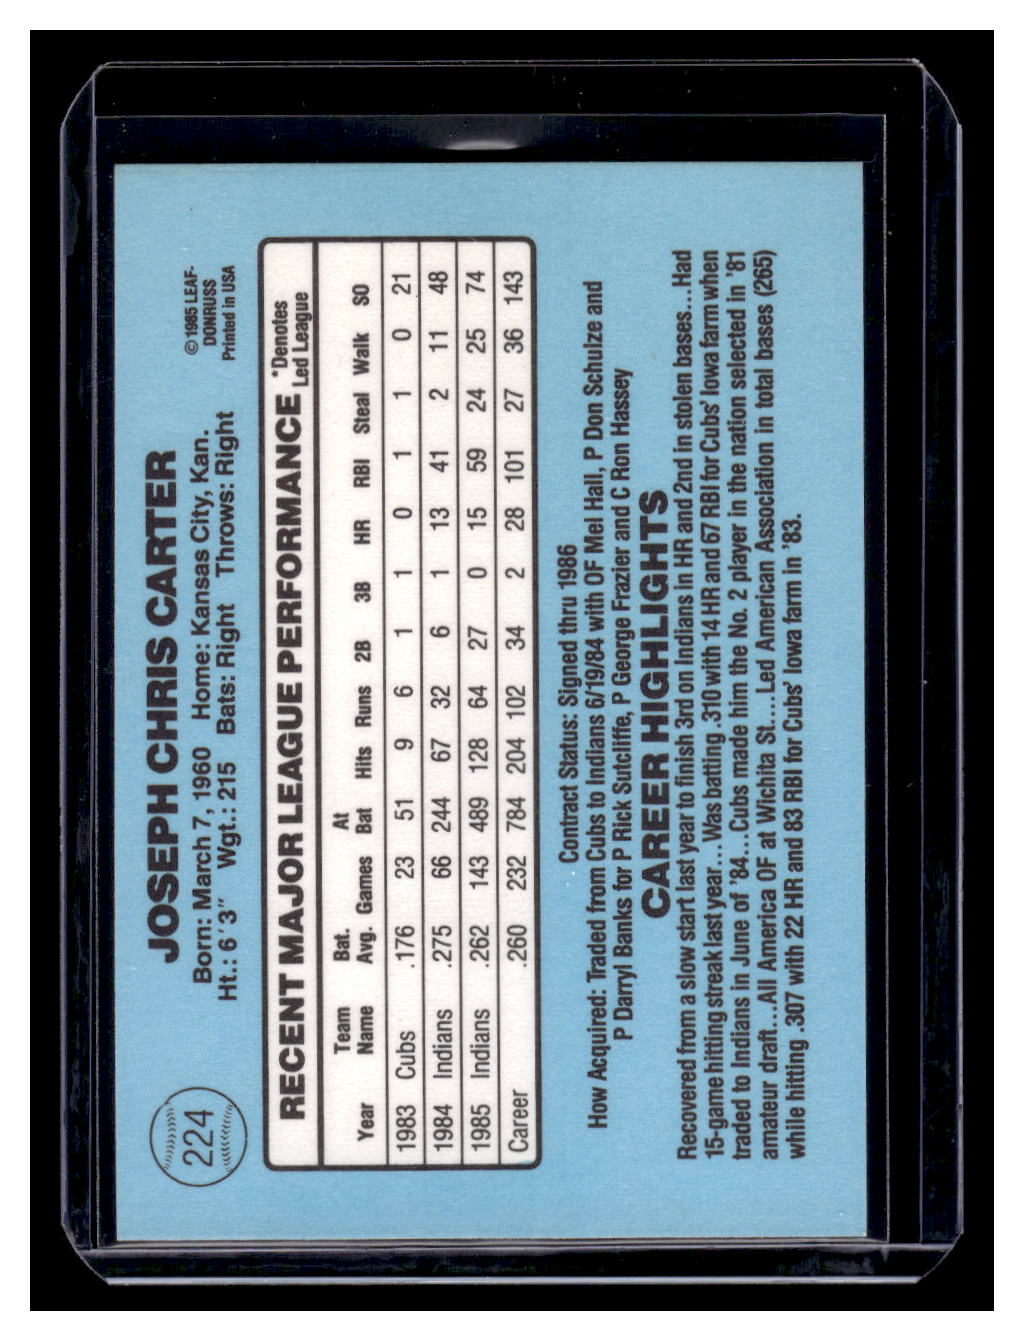 224
JOSEPH CHRIS CARTER
Born: March 7, 1960 Home: Kansas City, Kan.
Ht.: 6'3" Wgt.: 215 Bats: Right Throws: Right
© 1985 LEAF-
DONRUSS
Printed in USA
RECENT MAJOR LEAGUE PERFORMANCE *Denotes
Led League
Year Team Name Bat. Avg. Games At Bat Hits Runs 2B 3B HR RBI Steal Walk SO
1983 Cubs .176 23 51 9 6 1 1 0 1 1 0 21
1984 Indians .275 66 244 67 32 6 1 13 41 2 11 48
1985 Indians .262 143 489 128 64 27 0 15 59 24 25 74
Career .260 232 784 204 102 34 2 28 101 27 36 143
Contract Status: Signed thru 1986
How Acquired: Traded from Cubs to Indians 6/19/84 with OF Mel Hall, P Don Schulze and
P Darryl Banks for P Rick Sutcliffe, P George Frazier and C Ron Hassey
CAREER HIGHLIGHTS
Recovered from a slow start last year to finish 3rd on Indians in HR and 2nd in stolen bases...Had
15-game hitting streak last year...Was batting .310 with 14 HR and 67 RBI for Cubs' Iowa farm when
traded to Indians in June of '84...Cubs made him the No. 2 player in the nation selected in '81
amateur draft...All America OF at Wichita St....Led American Association in total bases (265)
while hitting .307 with 22 HR and 83 RBI for Cubs' Iowa farm in '83.